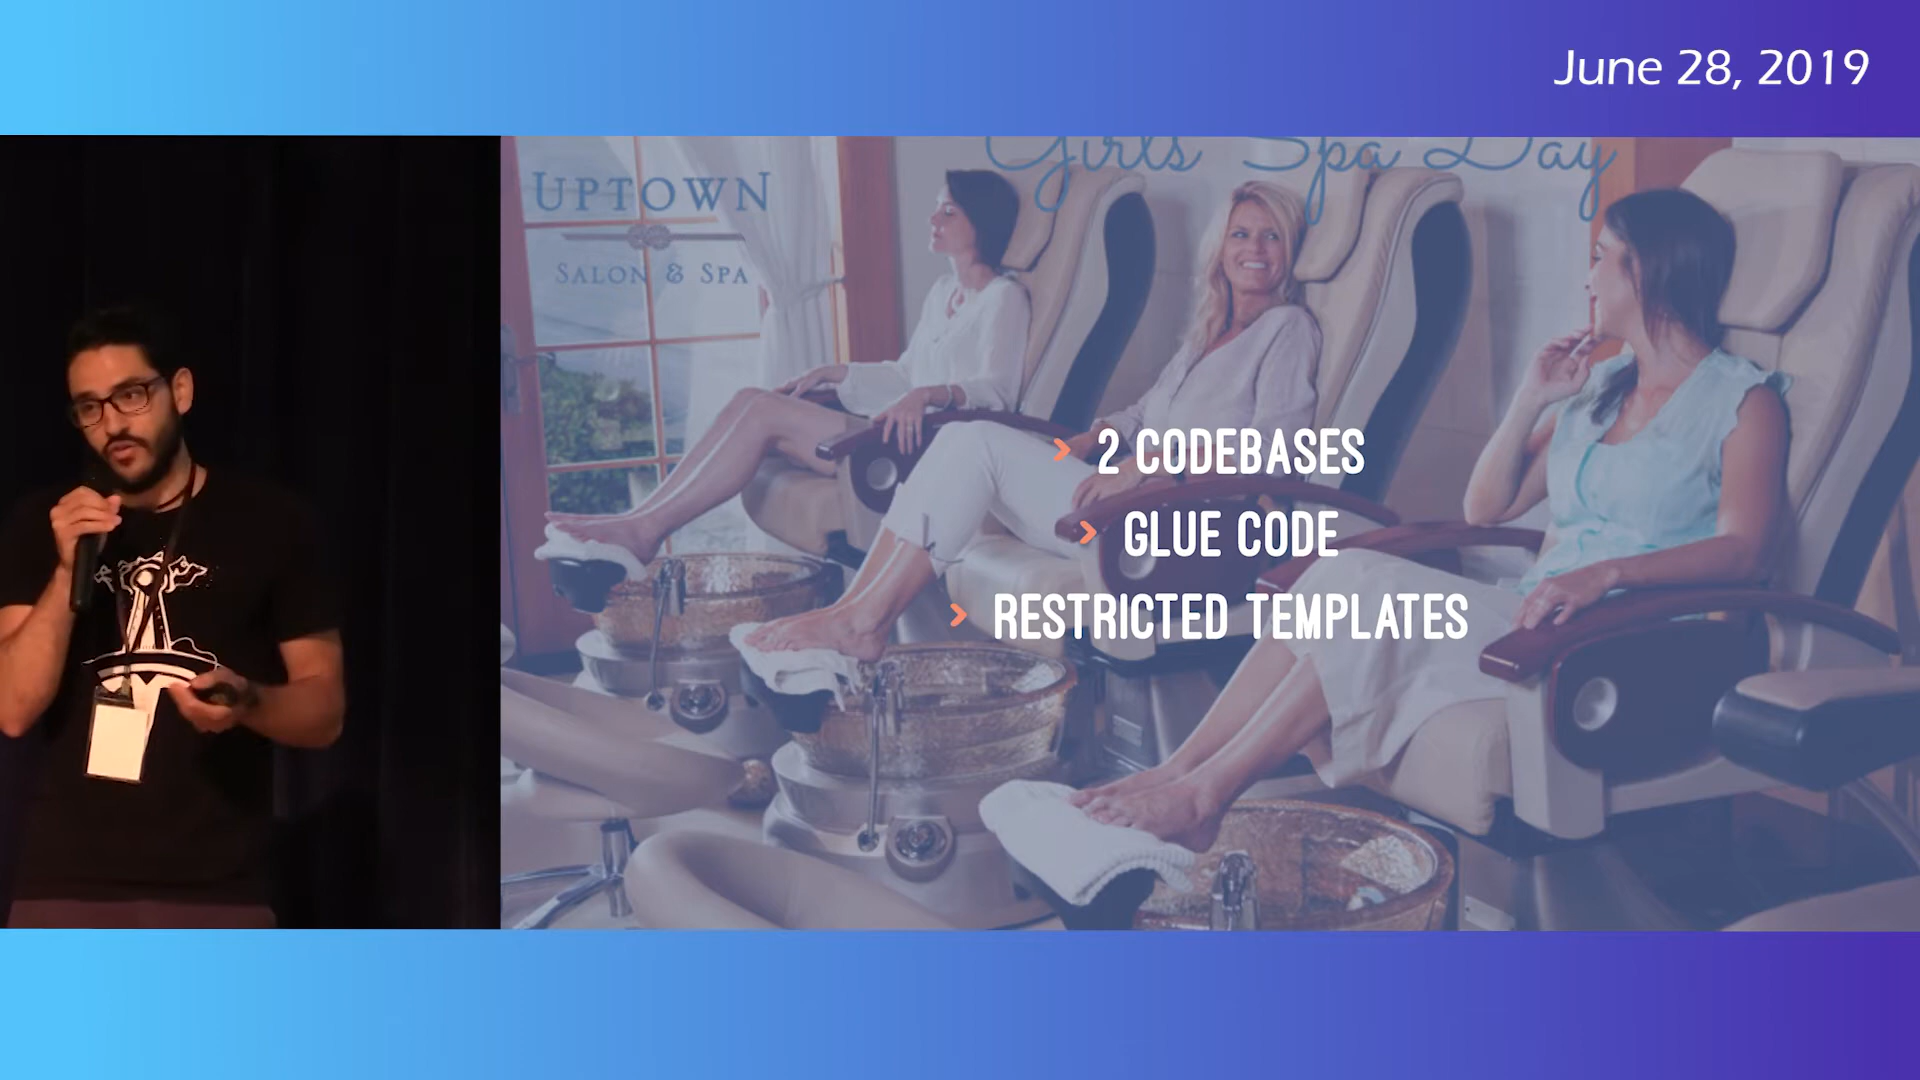 June 28, 2019
Girls Spa Day
UPTOWN
SALON & SPA
2 CODEBASES
GLUE CODE
RESTRICTED TEMPLATES